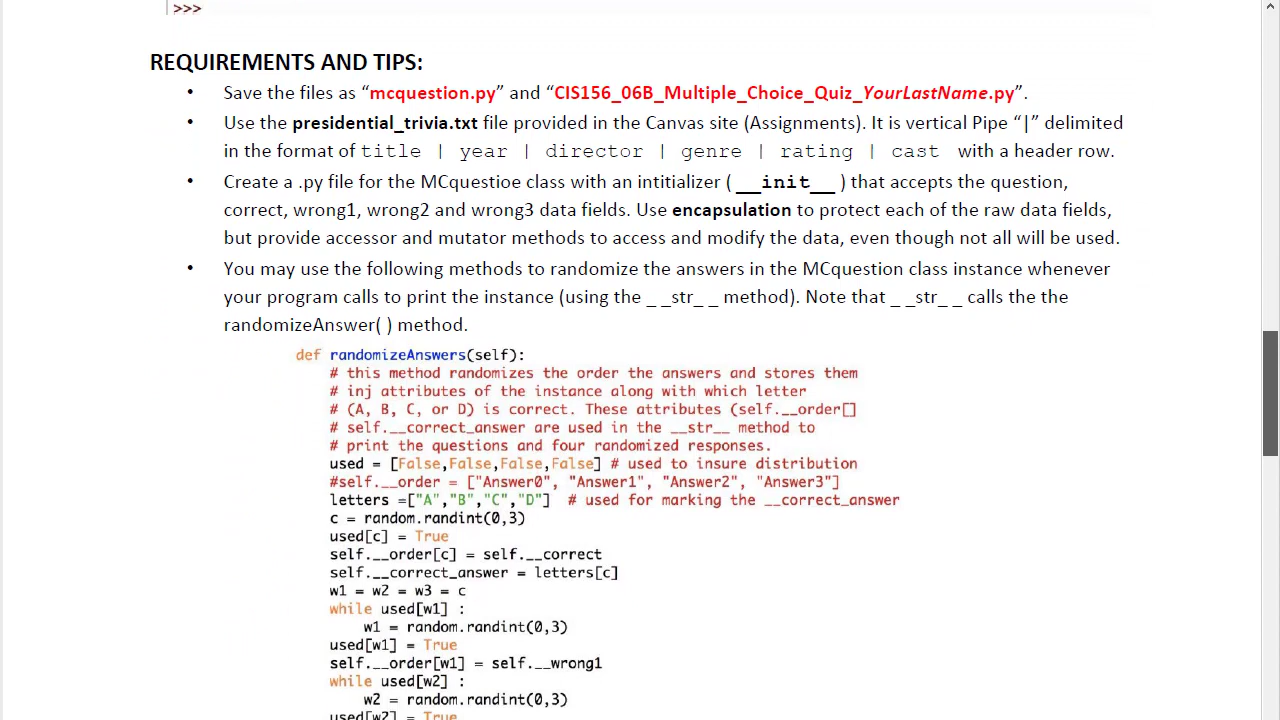 >>>
REQUIREMENTS AND TIPS:
• Save the files as “mcquestion.py” and “CIS156_06B_Multiple_Choice_Quiz_YourLastName.py”.
• Use the presidential_trivia.txt file provided in the Canvas site (Assignments). It is vertical Pipe “|” delimited
in the format of title | year | director | genre | rating | cast with a header row.
• Create a .py file for the MCquestioe class with an intitializer ( __init__ ) that accepts the question,
correct, wrong1, wrong2 and wrong3 data fields. Use encapsulation to protect each of the raw data fields,
but provide accessor and mutator methods to access and modify the data, even though not all will be used.
• You may use the following methods to randomize the answers in the MCquestion class instance whenever
your program calls to print the instance (using the _ _str_ _ method). Note that _ _str_ _ calls the the
randomizeAnswer( ) method.
def randomizeAnswers(self):
# this method randomizes the order the answers and stores them
# inj attributes of the instance along with which letter
# (A, B, C, or D) is correct. These attributes (self.__order[]
# self.__correct_answer are used in the __str__ method to
# print the questions and four randomized responses.
used = [False,False,False,False] # used to insure distribution
#self.__order = ["Answer0", "Answer1", "Answer2", "Answer3"]
letters =["A","B","C","D"]  # used for marking the __correct_answer
c = random.randint(0,3)
used[c] = True
self.__order[c] = self.__correct
self.__correct_answer = letters[c]
w1 = w2 = w3 = c
while used[w1] :
w1 = random.randint(0,3)
used[w1] = True
self.__order[w1] = self.__wrong1
while used[w2] :
w2 = random.randint(0,3)
used[w2] = True